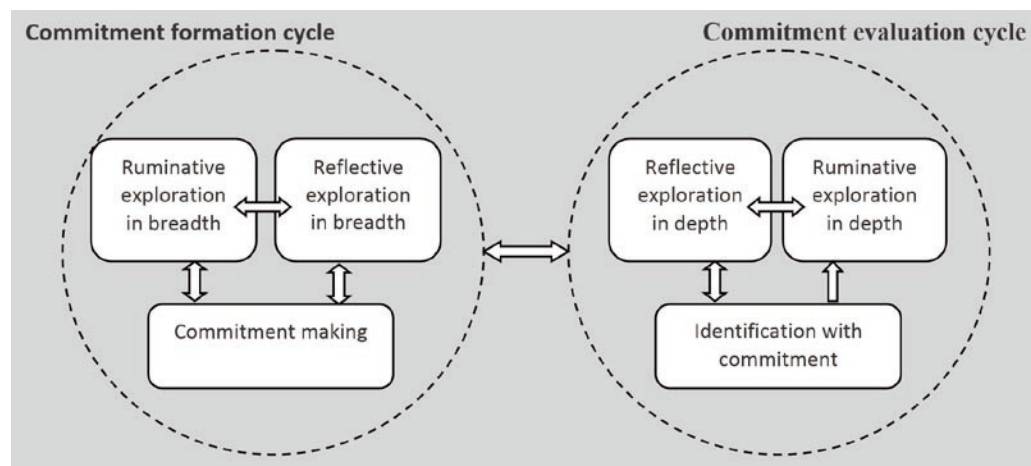 Commitment formation cycle
Commitment evaluation cycle
Ruminative
exploration
in breadth
Reflective
exploration
in breadth
Commitment making
Reflective
exploration
in depth
Ruminative
exploration
in depth
Identification with
commitment